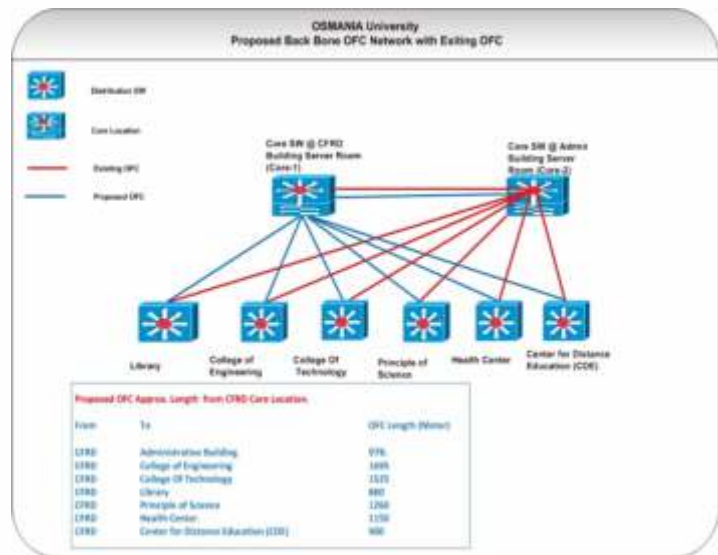 OSMANIA University
Proposed Back Bone OFC Network with Exiting OFC
Distribution SW
Core Location
Existing OFC
Proposed OFC
Core SW @ CFRD
Building Server Room
(Core-1)
Core SW @ Admin
Building Server
Room (Core-2)
Library
College of
Engineering
College Of
Technology
Principle of
Science
Health Center
Center for Distance
Education (CDE)
Proposed OFC Approx. Length from CFRD Core Location.
From To OFC Length (Meter)
CFRD Administrative Building
CFRD College of Engineering
CFRD College Of Technology 1525
CFRD Library
CFRD Principle of Science 1260
CFRD Health Center 1150
CFRD Center for Distance Education (CDE)